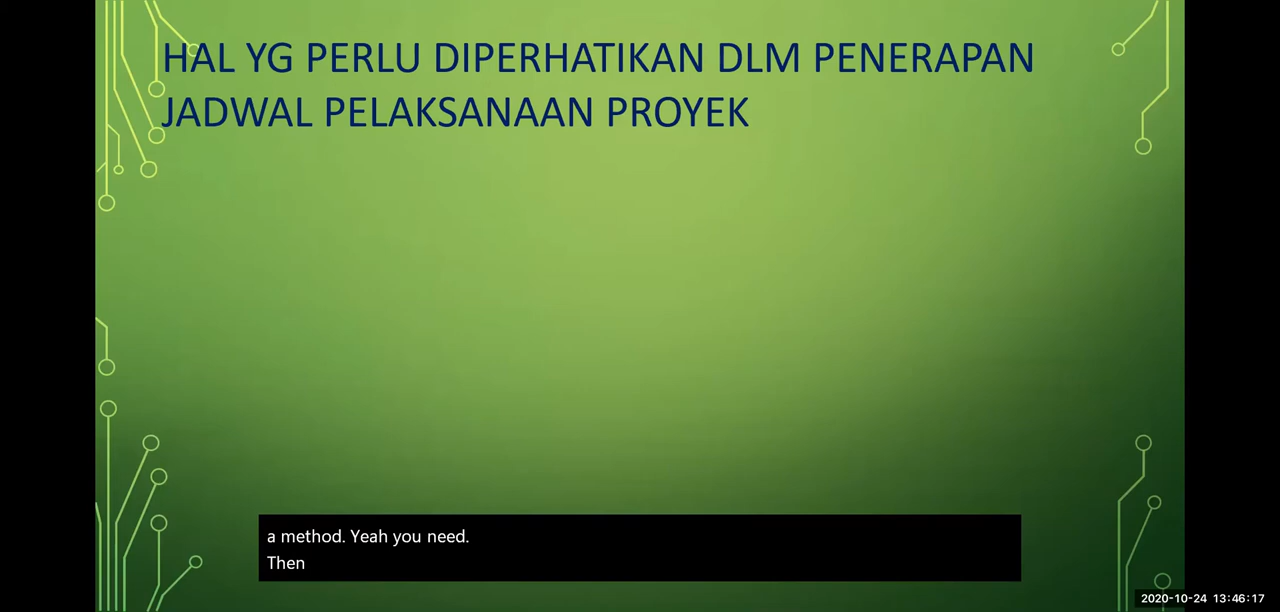 HAL YG PERLU DIPERHATIKAN DLM PENERAPAN
JADWAL PELAKSANAAN PROYEK
a method. Yeah you need.
Then
2020-10-24 13:46:17